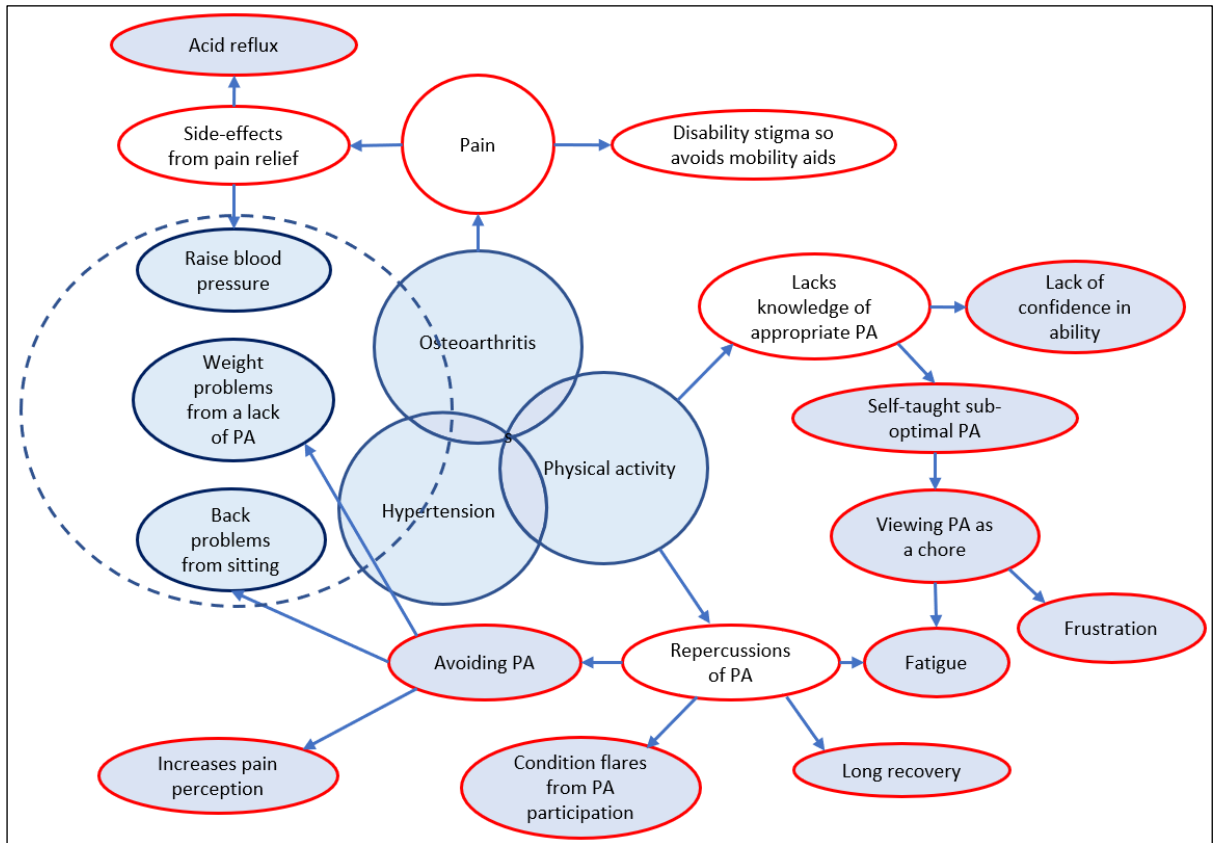 Acid reflux
Side-effects
from pain relief
Pain
Disability stigma so
avoids mobility aids
Raise blood
pressure
Osteoarthritis
Lacks
knowledge of
appropriate PA
Lack of
confidence in
ability
Weight
problems
from a lack
of PA
Self-taught sub-
optimal PA
s
Physical activity
Hypertension
Back
problems
from sitting
Viewing PA as
a chore
Frustration
Avoiding PA
Repercussions
of PA
Fatigue
Increases pain
perception
Condition flares
from PA
participation
Long recovery